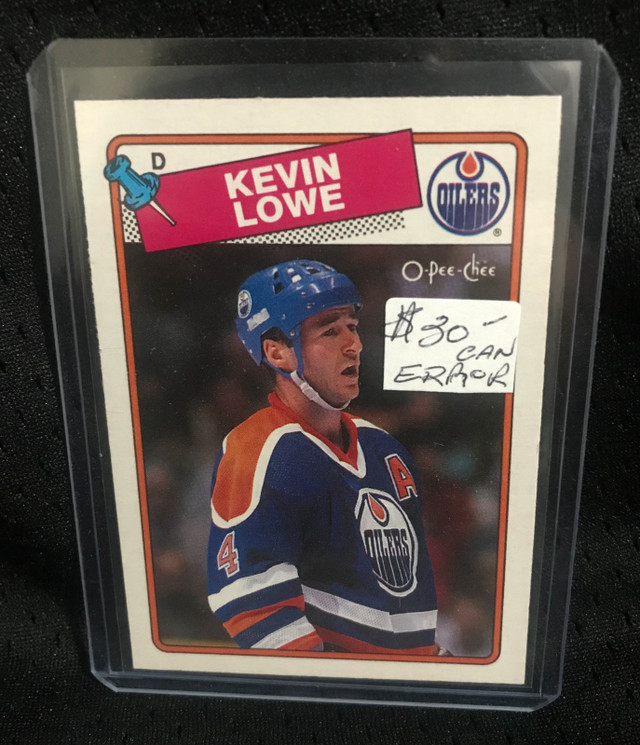 D
KEVIN
LOWE
OILERS
®
O-Pee-Chee
$30-
CAN
ERROR
A
4
OILERS